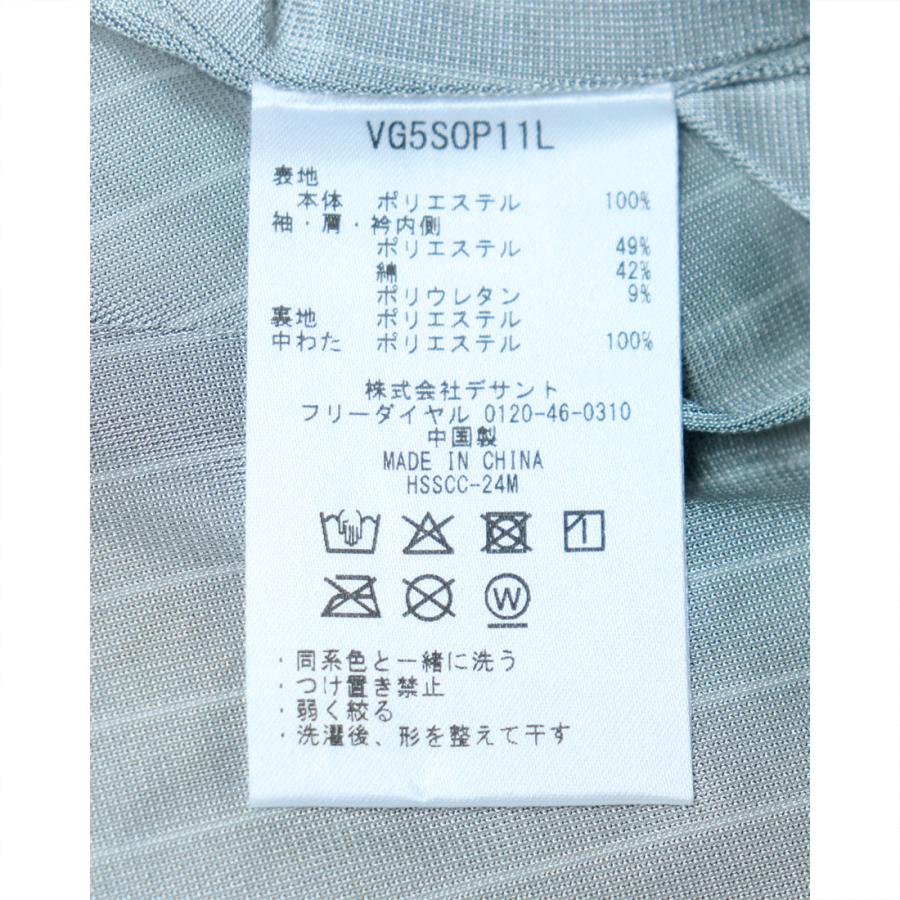 VG5SOP11L
表地
本体 ポリエステル 100%
袖・肩・衿内側
ポリエステル 49%
綿 42%
ポリウレタン 9%
裏地 ポリエステル
中わた ポリエステル 100%
株式会社デサント
フリーダイヤル 0120-46-0310
中国製
MADE IN CHINA
HSSCC-24M
W
・同系色と一緒に洗う
・つけ置き禁止
・弱く絞る
・洗濯後、形を整えて干す